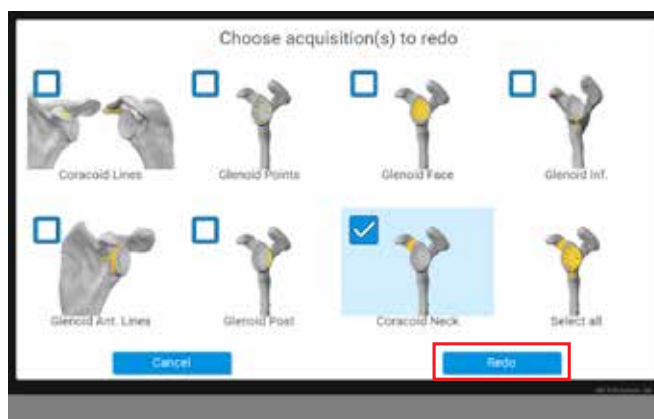 Choose acquisition(s) to redo
Coracoid Lines
Glenoid Points
Glenoid Face
Glenoid Inf.
Glenoid Ant. Lines
Glenoid Post
Coracoid Neck
Select all
Cancel
Redo